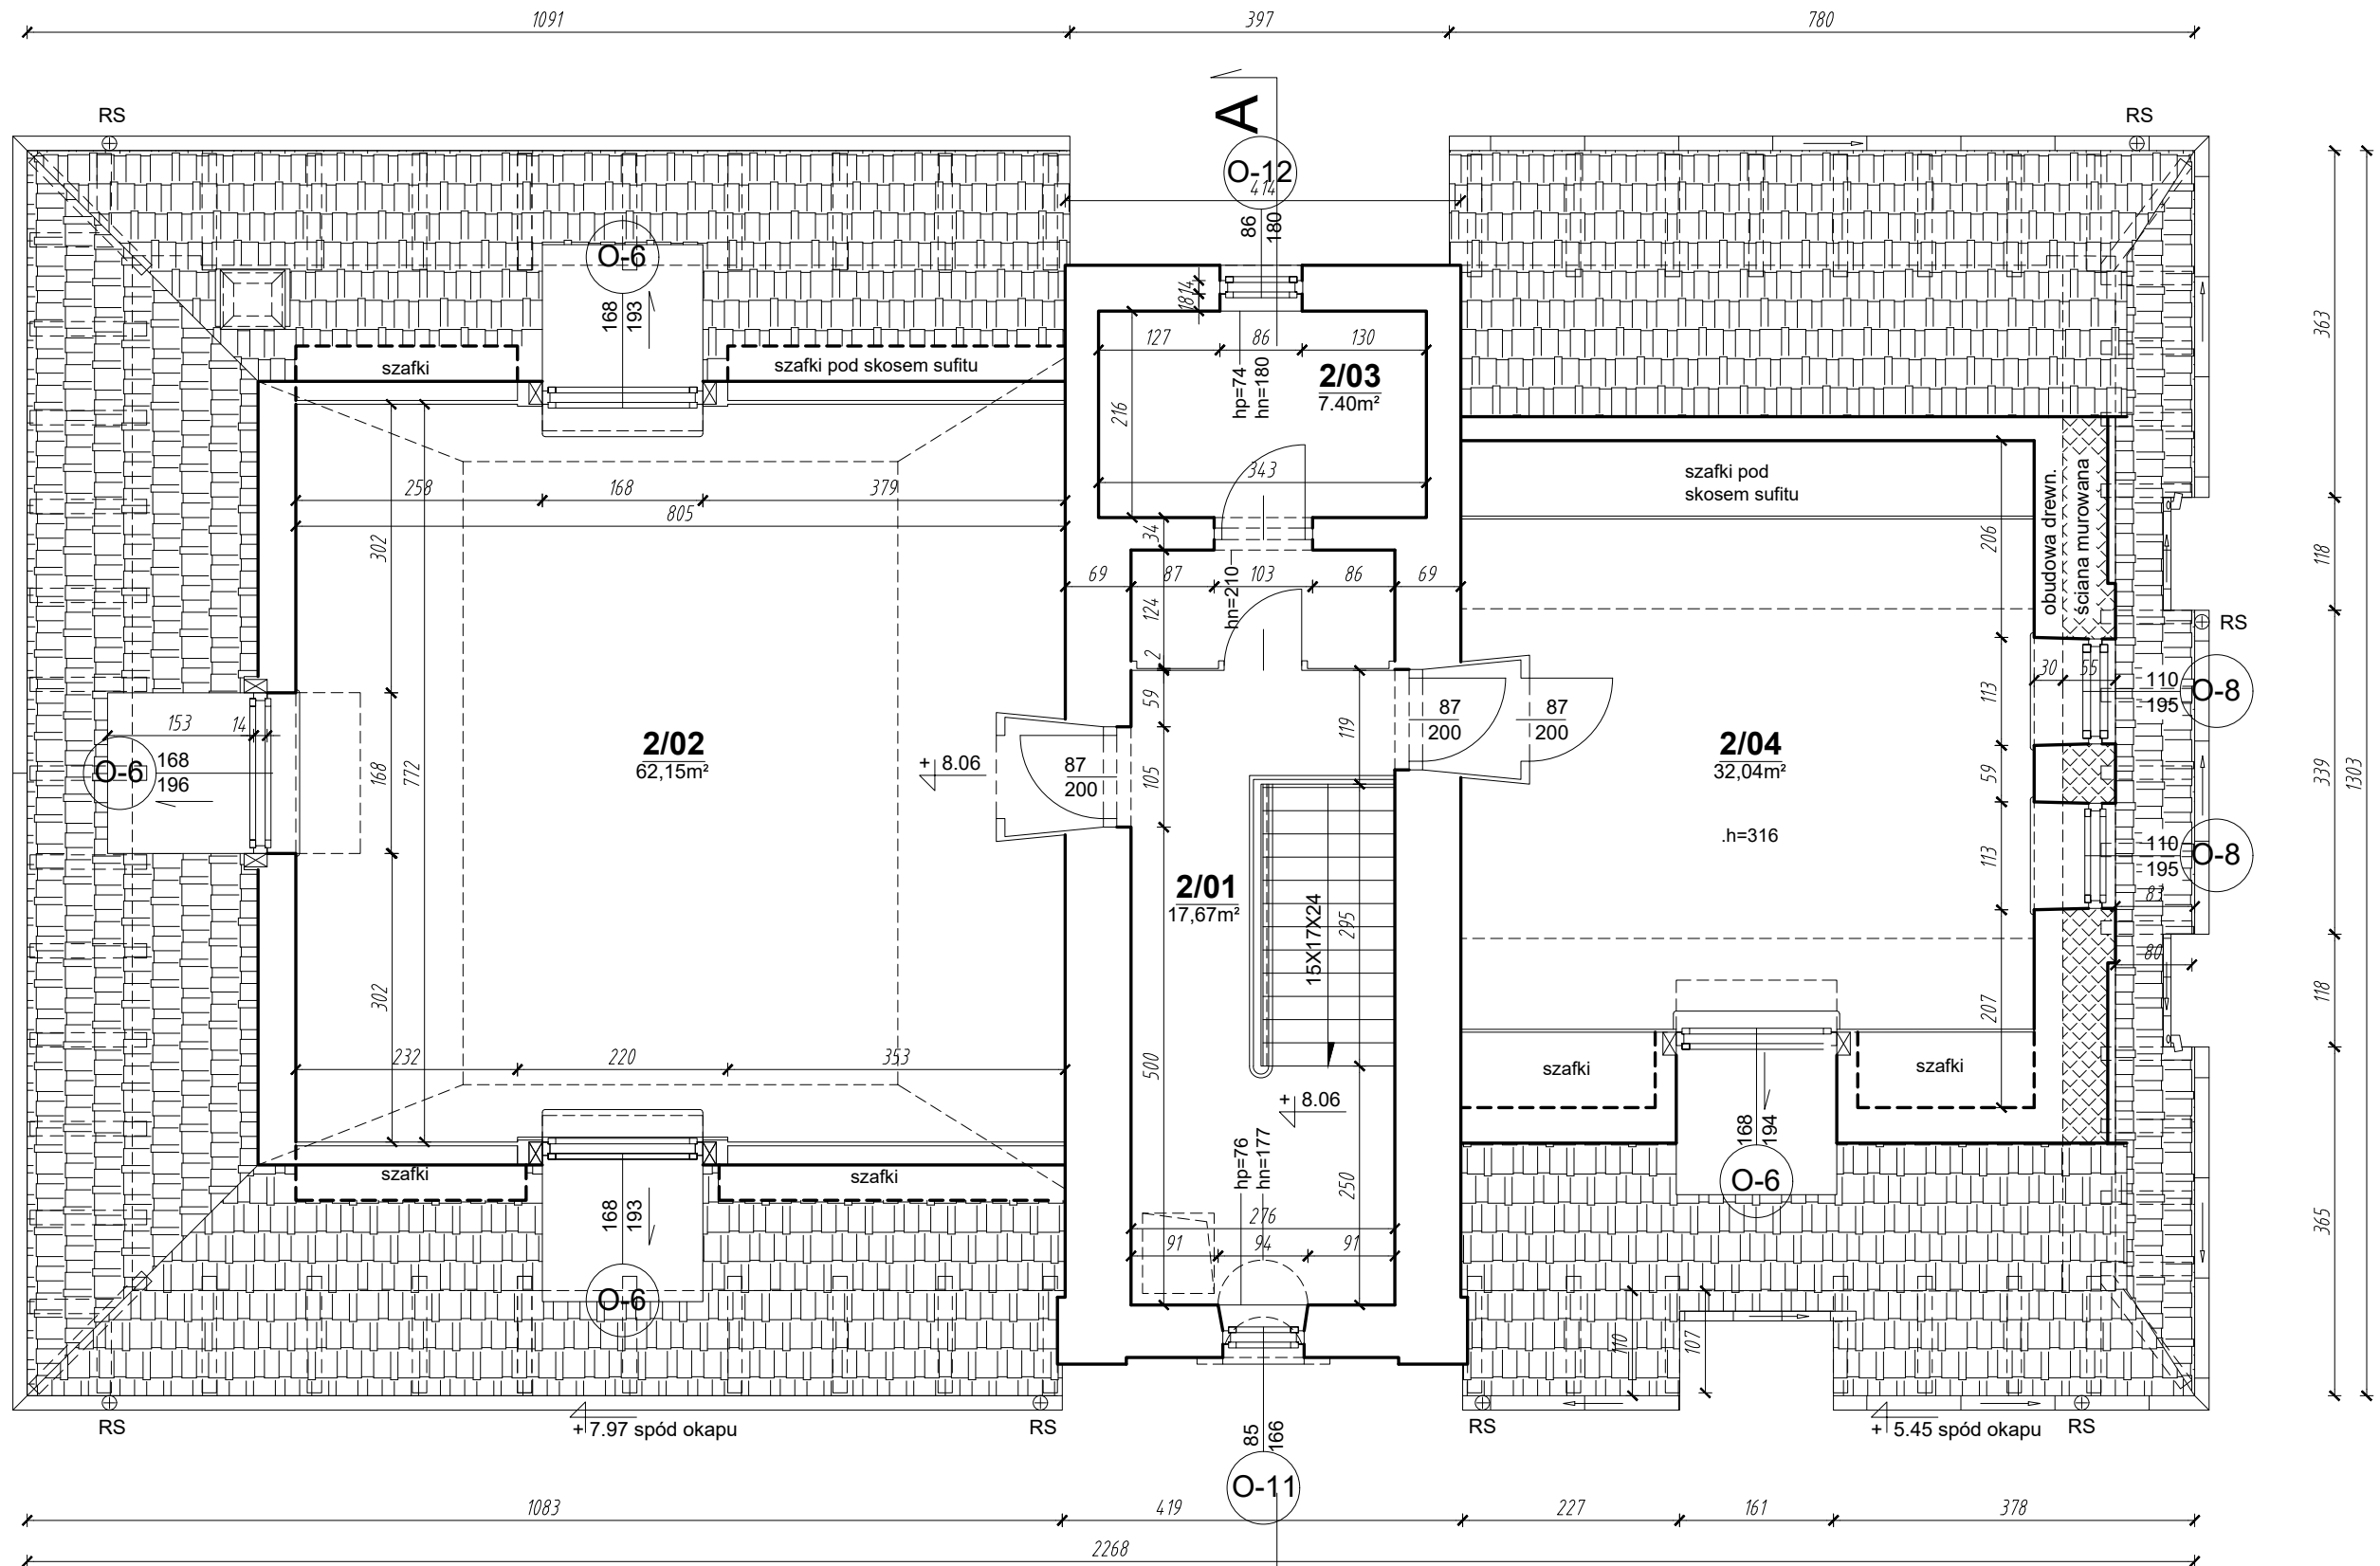 1091
397
780
RS
A
RS
O-12
414
86
180
O-6
168
193
1814
szafki
szafki pod skosem sufitu
127
86
130
2/03
7.40m²
hp=74
hn=180
216
343
363
258
168
379
805
szafki pod
skosem sufitu
obudowa drewn.
ściana murowana
302
34
206
118
69
87
103
86
69
hn=210
124
2
RS
59
30
55
110
195
O-8
113
153
14
168
196
O-6
168
772
2/02
62,15m²
+ 8.06
87
200
105
119
87
200
87
200
2/04
32,04m²
59
339
1303
.h=316
113
110
195
O-8
83
2/01
17,67m²
15X17X24
295
80
302
207
118
232
220
353
500
szafki
szafki
+ 8.06
168
194
szafki
szafki
hp=76
hn=177
250
O-6
168
193
276
91
94
91
365
O-6
110
107
RS
+ 7.97 spód okapu
RS
RS
+ 5.45 spód okapu
RS
85
166
O-11
1083
419
227
161
378
2268